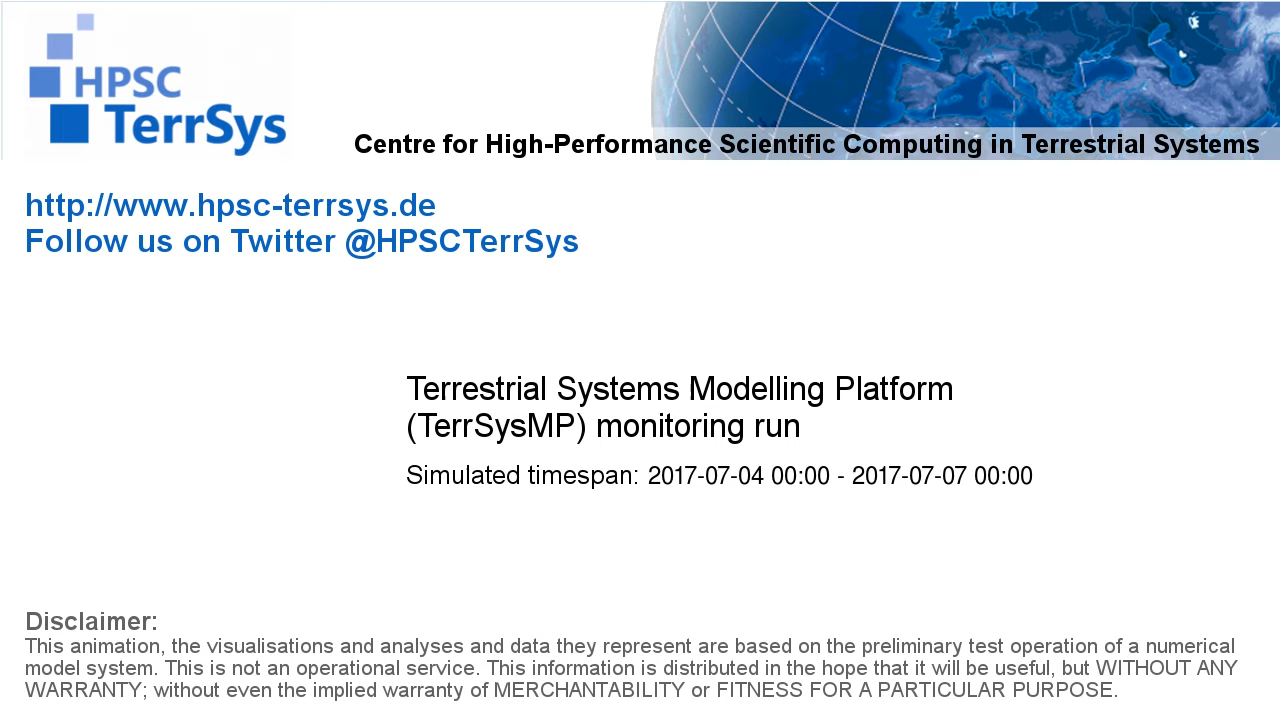 HPSC
TerrSys
Centre for High-Performance Scientific Computing in Terrestrial Systems
http://www.hpsc-terrsys.de
Follow us on Twitter @HPSCTerrSys
Terrestrial Systems Modelling Platform
(TerrSysMP) monitoring run
Simulated timespan: 2017-07-04 00:00 - 2017-07-07 00:00
Disclaimer:
This animation, the visualisations and analyses and data they represent are based on the preliminary test operation of a numerical
model system. This is not an operational service. This information is distributed in the hope that it will be useful, but WITHOUT ANY
WARRANTY; without even the implied warranty of MERCHANTABILITY or FITNESS FOR A PARTICULAR PURPOSE.